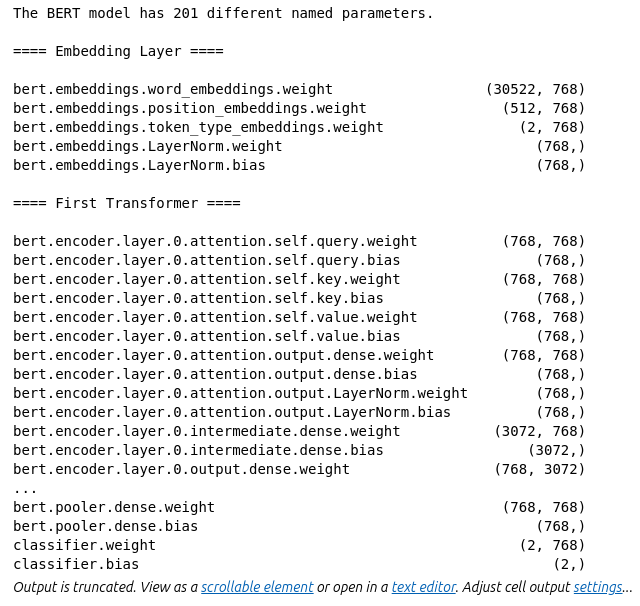 The BERT model has 201 different named parameters.
==== Embedding Layer ====
bert.embeddings.word_embeddings.weight (30522, 768)
bert.embeddings.position_embeddings.weight (512, 768)
bert.embeddings.token_type_embeddings.weight (2, 768)
bert.embeddings.LayerNorm.weight (768,)
bert.embeddings.LayerNorm.bias (768,)
==== First Transformer ====
bert.encoder.layer.0.attention.self.query.weight (768, 768)
bert.encoder.layer.0.attention.self.query.bias (768,)
bert.encoder.layer.0.attention.self.key.weight (768, 768)
bert.encoder.layer.0.attention.self.key.bias (768,)
bert.encoder.layer.0.attention.self.value.weight (768, 768)
bert.encoder.layer.0.attention.self.value.bias (768,)
bert.encoder.layer.0.attention.output.dense.weight (768, 768)
bert.encoder.layer.0.attention.output.dense.bias (768,)
bert.encoder.layer.0.attention.output.LayerNorm.weight (768,)
bert.encoder.layer.0.attention.output.LayerNorm.bias (768,)
bert.encoder.layer.0.intermediate.dense.weight (3072, 768)
bert.encoder.layer.0.intermediate.dense.bias (3072,)
bert.encoder.layer.0.output.dense.weight (768, 3072)
...
bert.pooler.dense.weight (768, 768)
bert.pooler.dense.bias (768,)
classifier.weight (2, 768)
classifier.bias (2,)
Output is truncated. View as a scrollable element or open in a text editor. Adjust cell output settings...